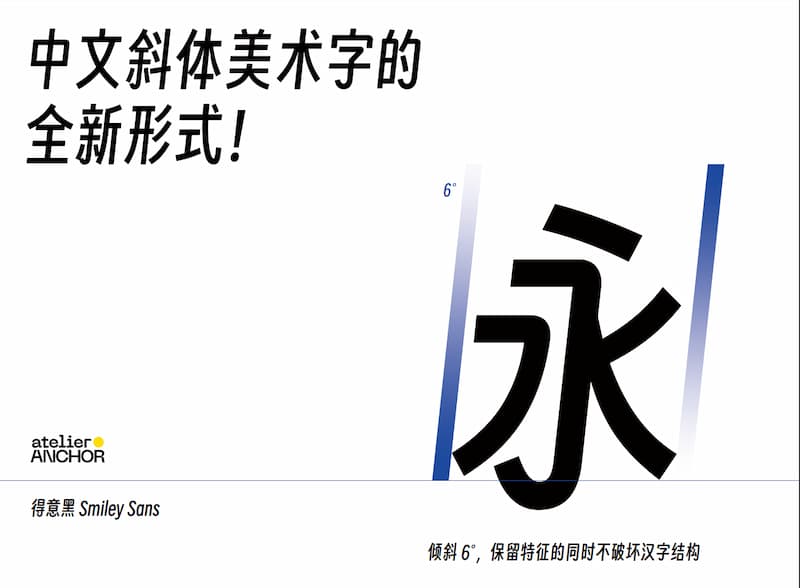 中文斜体美术字的
全新形式!
6°
永
atelier
ANCHOR
得意黑 Smiley Sans
倾斜 6°，保留特征的同时不破坏汉字结构